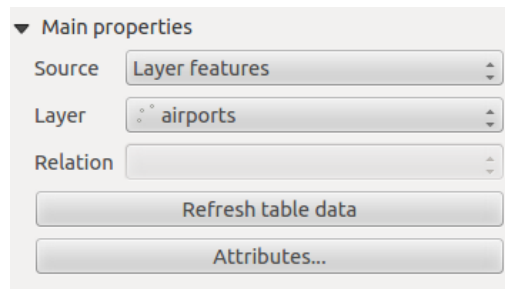 Main properties
Source Layer features
Layer airports
Relation
Refresh table data
Attributes...